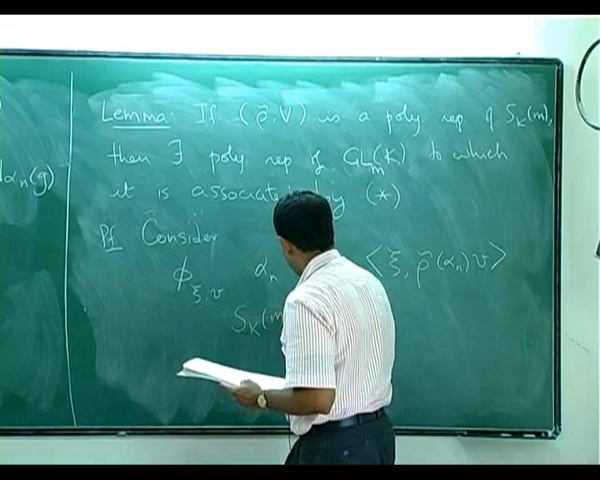 dα_n(g)
Lemma: If (ρ̃, V) is a poly rep of S_K(m),
then ∃ poly rep of GL_m(K) to which
it is associated by (*).
Pf Consider
ϕ_{ξ,v} α_n <ξ, ρ̃(α_n)v>
S_K(m